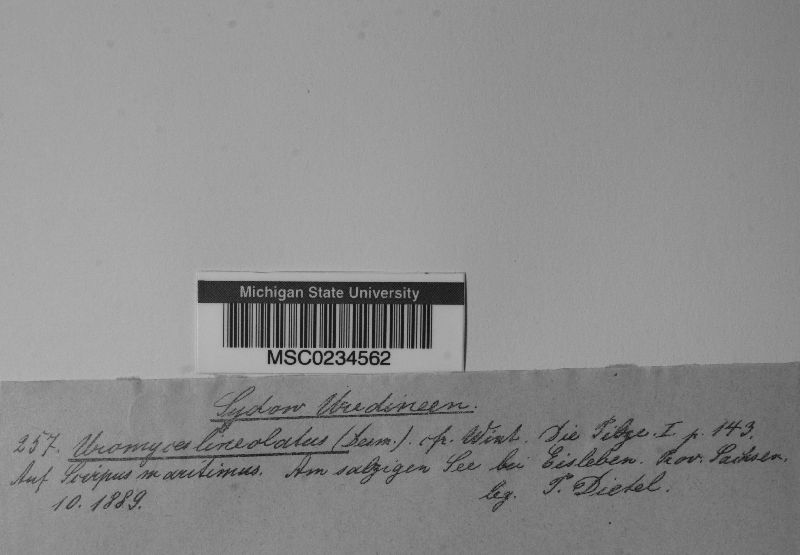 Michigan State University
MSC0234562
Sydow Uredineen.
257. Uromyces lineolatus (Desm.). cfr. Wint. Die Pilze. I. p. 143.
Auf Scirpus maritimus. Am salzigen See bei Eisleben. Prov. Sachsen.
10. 1889. leg. P. Dietel.